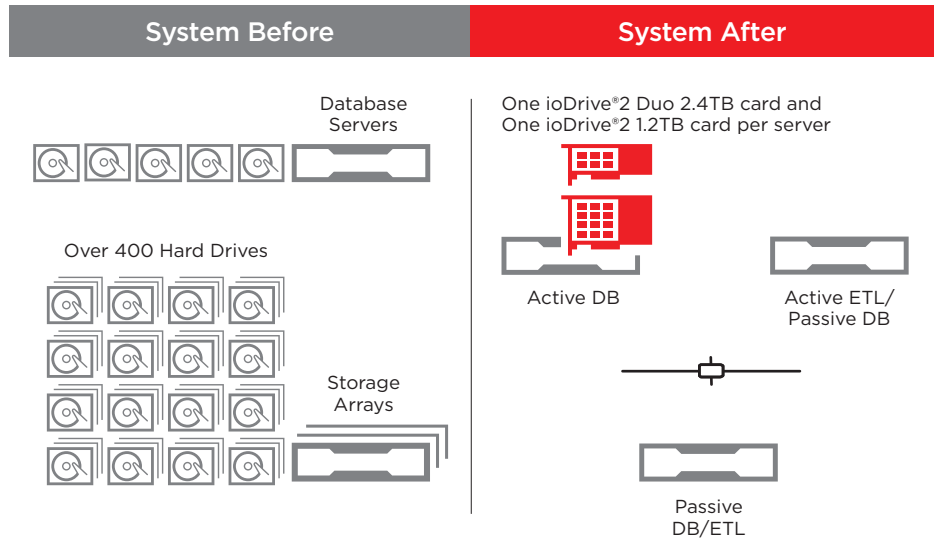 System Before
System After
Database
Servers
Over 400 Hard Drives
Storage
Arrays
One ioDrive®2 Duo 2.4TB card and
One ioDrive®2 1.2TB card per server
Active DB
Active ETL/
Passive DB
Passive
DB/ETL